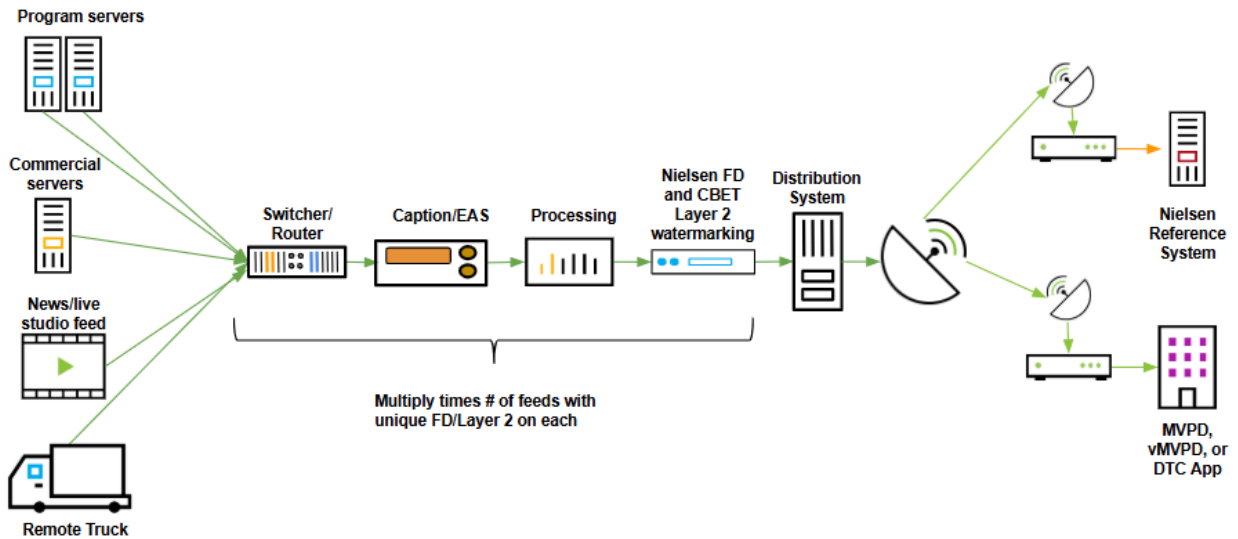 Program servers
Commercial
servers
News/live
studio feed
Remote Truck
Switcher/
Router
Caption/EAS
Processing
Nielsen FD
and CBET
Layer 2
watermarking
Distribution
System
Multiply times # of feeds with
unique FD/Layer 2 on each
Nielsen
Reference
System
MVPD,
vMVPD, or
DTC App